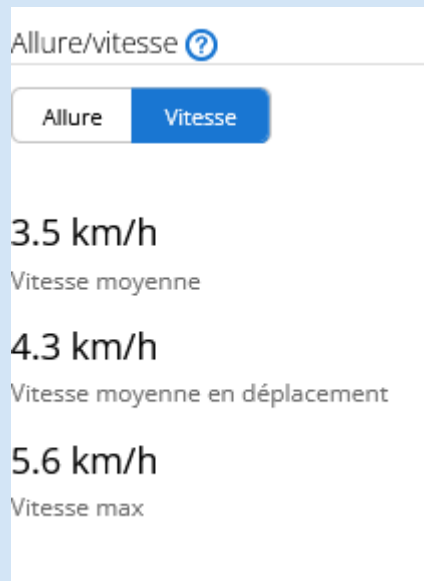 Allure/vitesse ?
Allure Vitesse
3.5 km/h
Vitesse moyenne
4.3 km/h
Vitesse moyenne en déplacement
5.6 km/h
Vitesse max